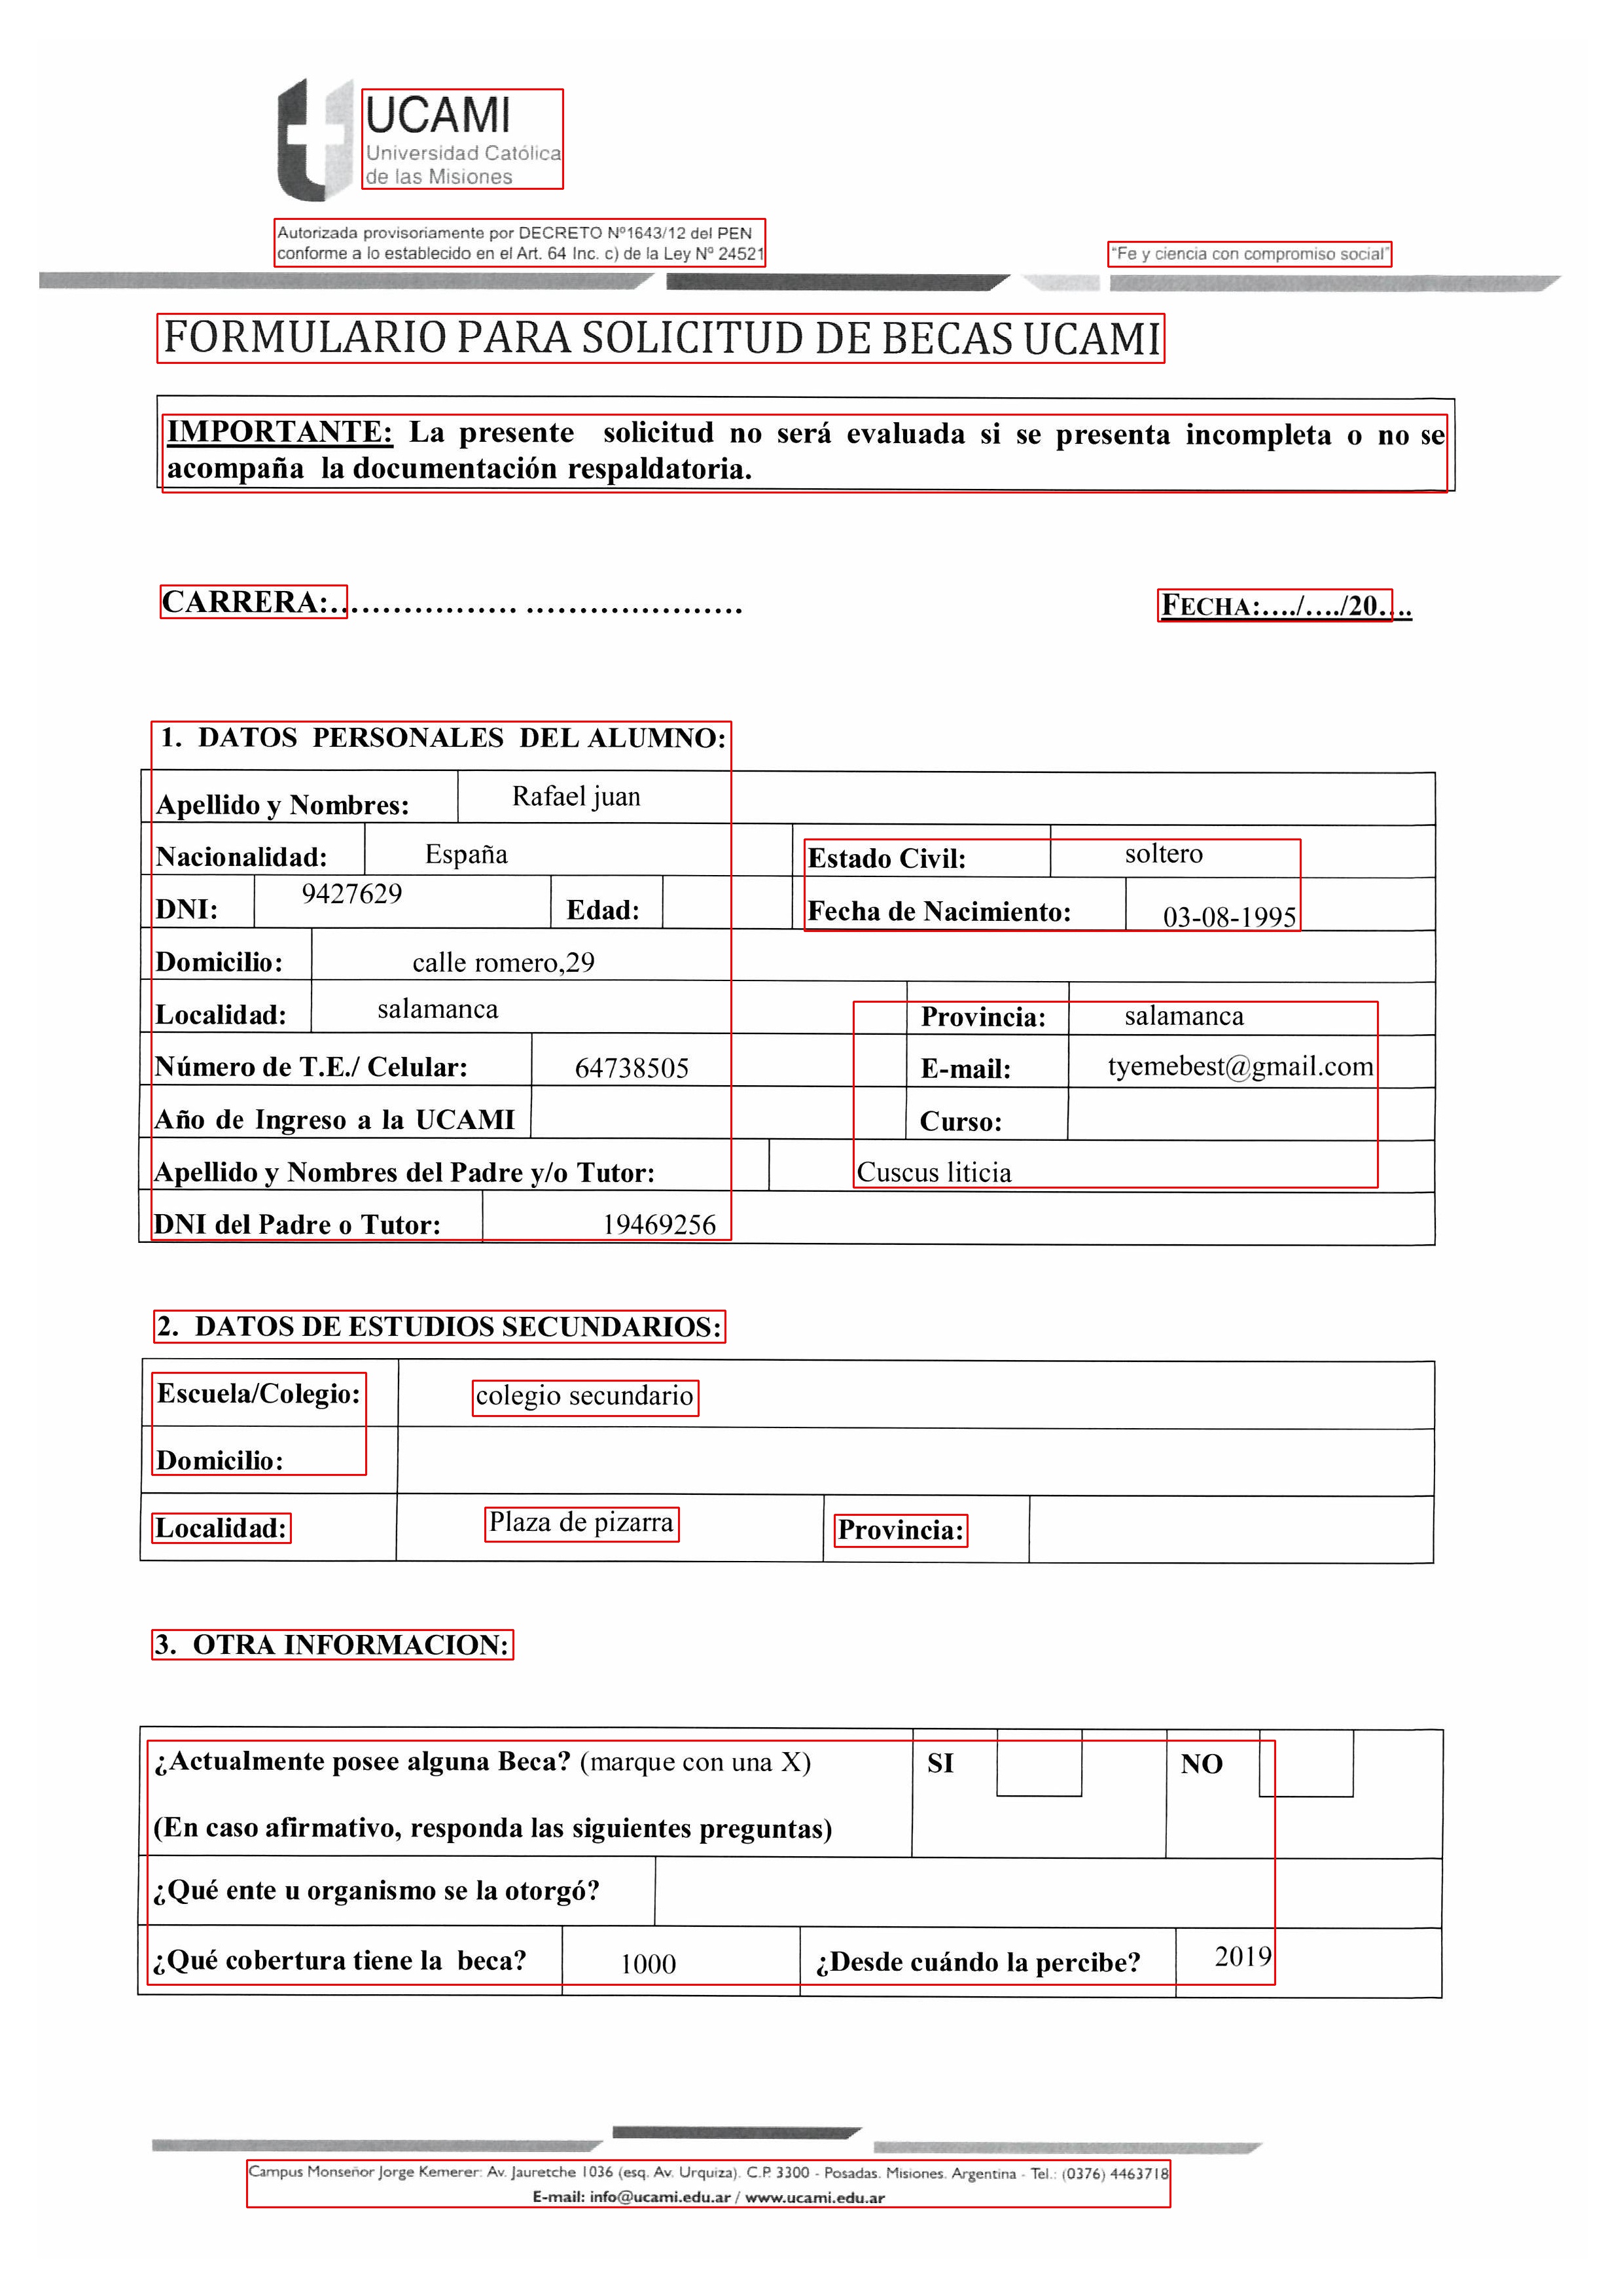 UCAMI
Universidad Católica
de las Misiones
Autorizada provisoriamente por DECRETO Nº1643/12 del PEN
conforme a lo establecido en el Art. 64 Inc. c) de la Ley Nº 24521
"Fe y ciencia con compromiso social"
FORMULARIO PARA SOLICITUD DE BECAS UCAMI
IMPORTANTE: La presente solicitud no será evaluada si se presenta incompleta o no se
acompaña la documentación respaldatoria.
CARRERA:.................. .....................
FECHA:..../..../20....
1. DATOS PERSONALES DEL ALUMNO:
Apellido y Nombres: Rafael juan
Nacionalidad: España Estado Civil: soltero
DNI: 9427629 Edad: Fecha de Nacimiento: 03-08-1995
Domicilio: calle romero,29
Localidad: salamanca Provincia: salamanca
Número de T.E./ Celular: 64738505 E-mail: tyemebest@gmail.com
Año de Ingreso a la UCAMI Curso:
Apellido y Nombres del Padre y/o Tutor: Cuscus liticia
DNI del Padre o Tutor: 19469256
2. DATOS DE ESTUDIOS SECUNDARIOS:
Escuela/Colegio: colegio secundario
Domicilio:
Localidad: Plaza de pizarra Provincia:
3. OTRA INFORMACION:
¿Actualmente posee alguna Beca? (marque con una X) SI NO
(En caso afirmativo, responda las siguientes preguntas)
¿Qué ente u organismo se la otorgó?
¿Qué cobertura tiene la beca? 1000 ¿Desde cuándo la percibe? 2019
Campus Monseñor Jorge Kemerer: Av. Jauretche 1036 (esq. Av. Urquiza). C.P. 3300 - Posadas. Misiones. Argentina - Tel.: (0376) 4463718
E-mail: info@ucami.edu.ar / www.ucami.edu.ar